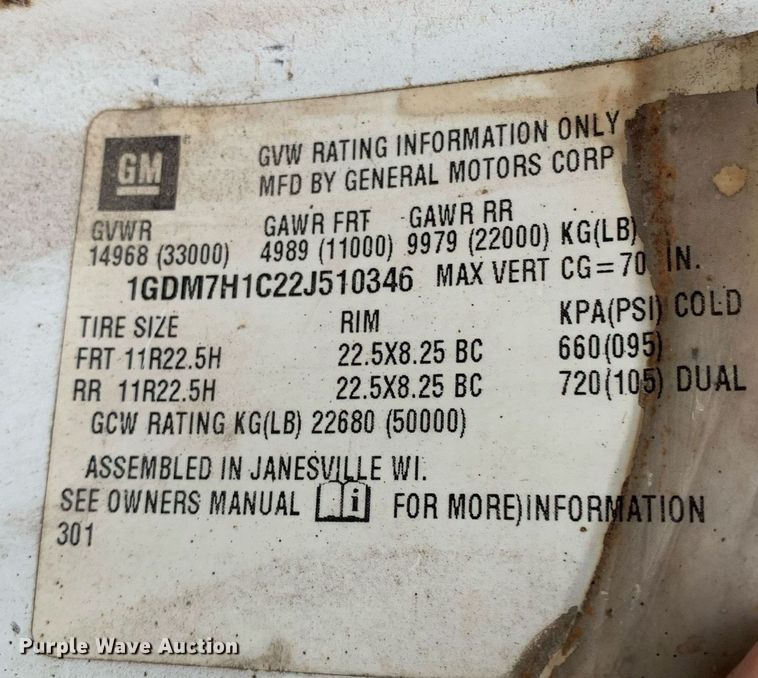 GM
GVW RATING INFORMATION ONLY
MFD BY GENERAL MOTORS CORP
GVWR GAWR FRT GAWR RR
14968 (33000) 4989 (11000) 9979 (22000) KG(LB)
1GDM7H1C22J510346 MAX VERT CG=70 IN.
TIRE SIZE RIM KPA(PSI) COLD
FRT 11R22.5H 22.5X8.25 BC 660(095)
RR 11R22.5H 22.5X8.25 BC 720(105) DUAL
GCW RATING KG(LB) 22680 (50000)
ASSEMBLED IN JANESVILLE WI.
SEE OWNERS MANUAL i FOR MORE)INFORMATION
301
Purple Wave Auction